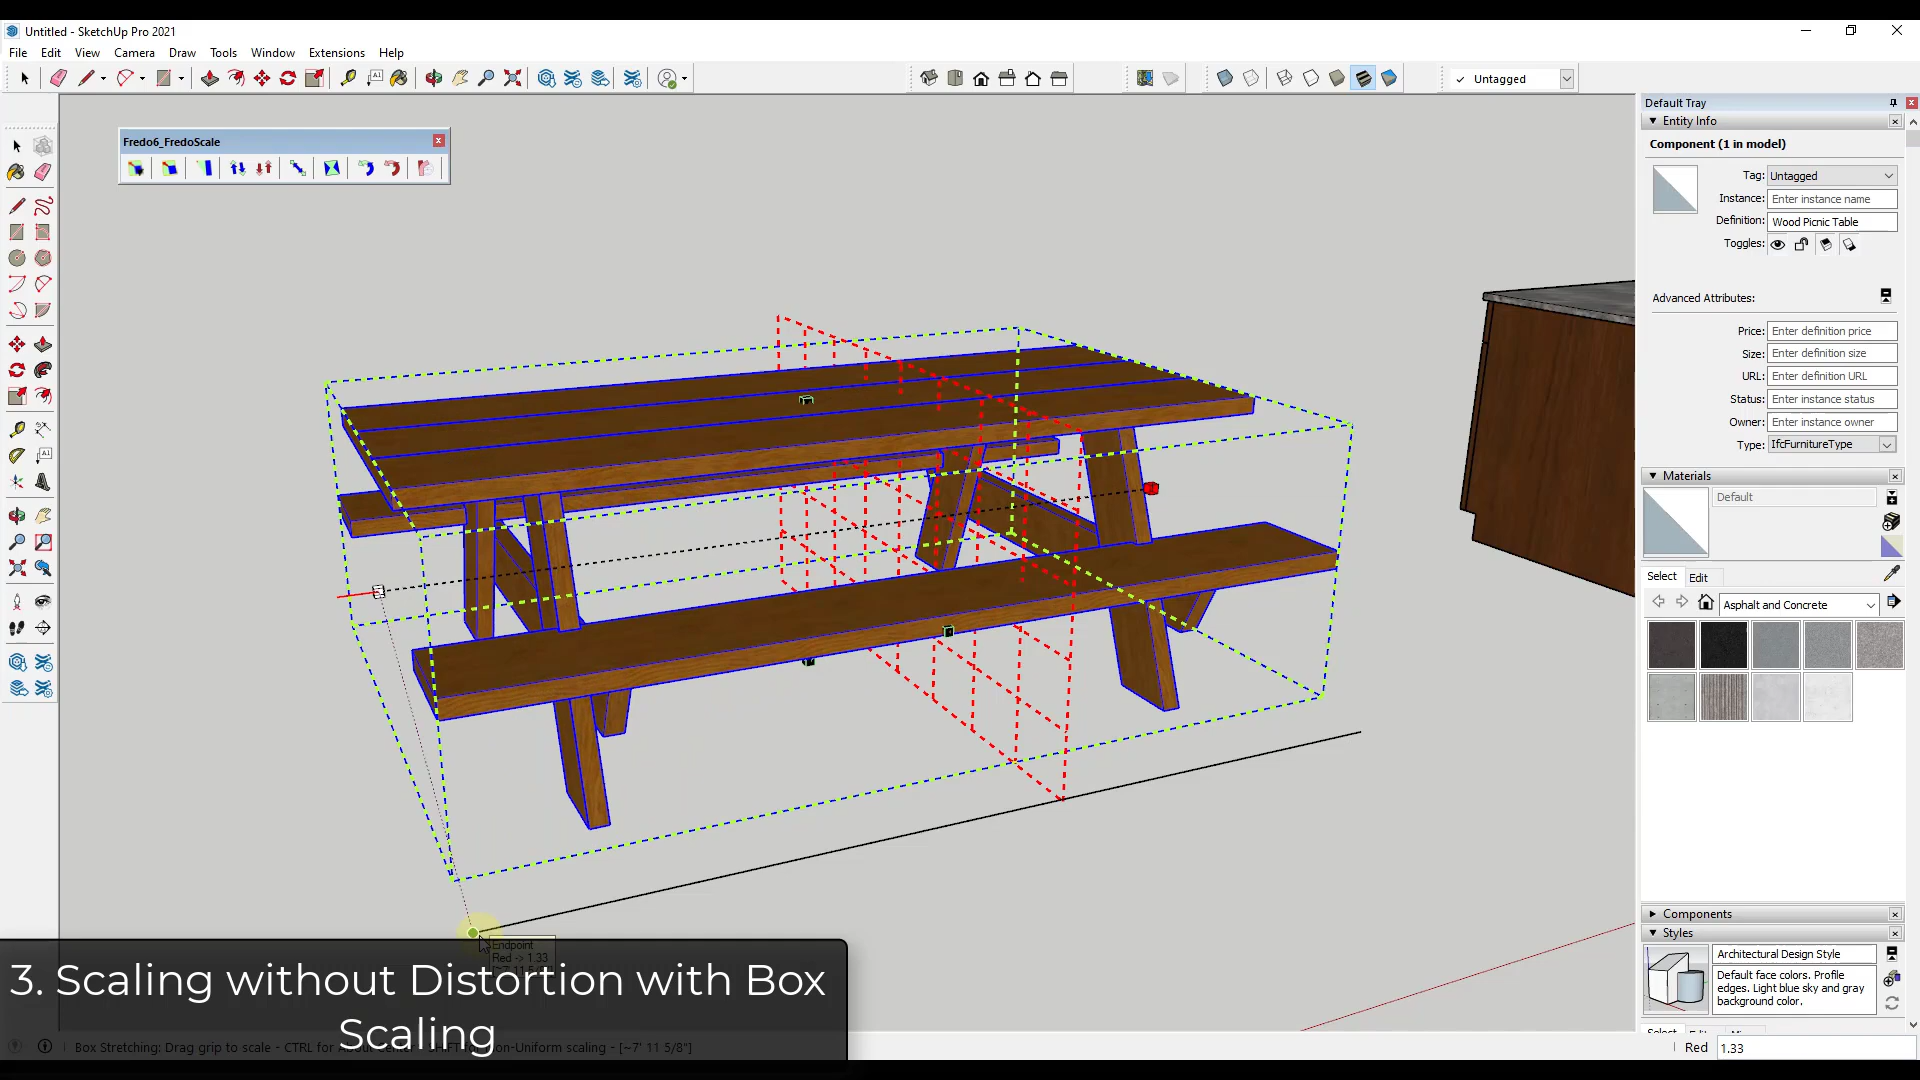 Untitled - SketchUp Pro 2021
File Edit View Camera Draw Tools Window Extensions Help
Untagged
Default Tray
Entity Info
Component (1 in model)
Tag: Untagged
Instance: Enter instance name
Definition: Wood Picnic Table
Toggles:
Advanced Attributes:
Price: Enter definition price
Size: Enter definition size
URL: Enter definition URL
Status: Enter instance status
Owner: Enter instance owner
Type: IfcFurnitureType
Materials
Default
Select Edit
Asphalt and Concrete
Components
Styles
Architectural Design Style
Default face colors. Profile
edges. Light blue sky and gray
background color.
Fredo6_FredoScale
Endpoint
Red -> 1.33
3. Scaling without Distortion with Box
Scaling
Box Stretching: Drag grip to scale - CTRL for About Center - SHIFT for Non-Uniform scaling - [~7' 11 5/8"]
Red 1.33